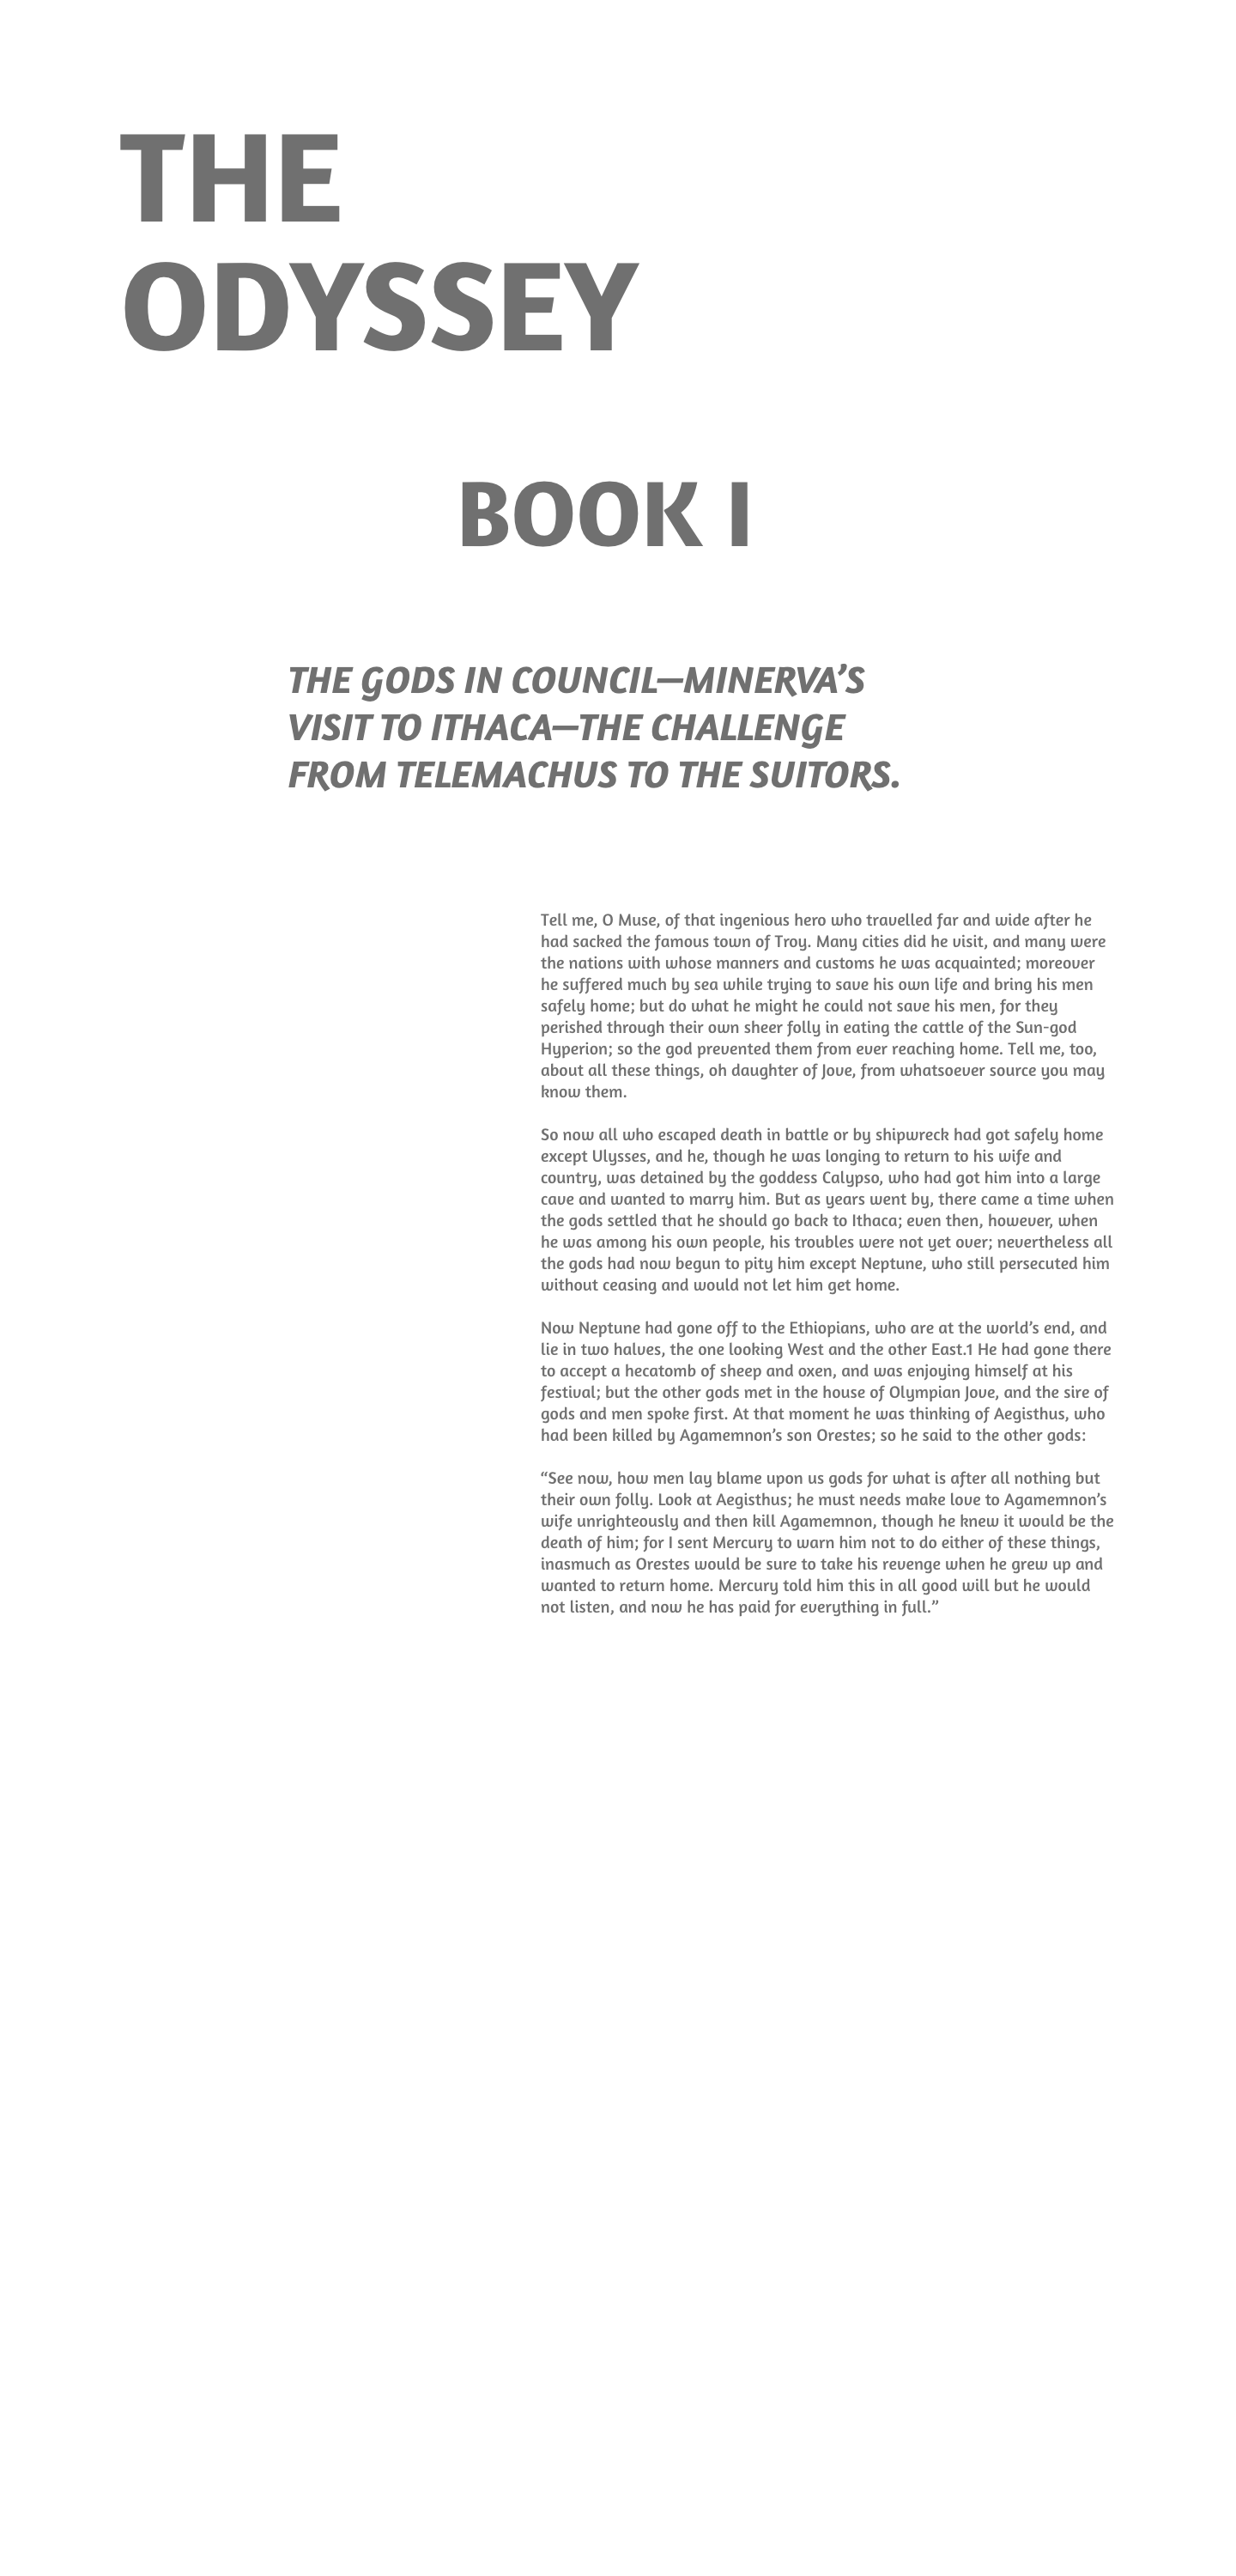 THE
ODYSSEY
BOOK I
THE GODS IN COUNCIL—MINERVA’S
VISIT TO ITHACA—THE CHALLENGE
FROM TELEMACHUS TO THE SUITORS.
Tell me, O Muse, of that ingenious hero who travelled far and wide after he
had sacked the famous town of Troy. Many cities did he visit, and many were
the nations with whose manners and customs he was acquainted; moreover
he suffered much by sea while trying to save his own life and bring his men
safely home; but do what he might he could not save his men, for they
perished through their own sheer folly in eating the cattle of the Sun-god
Hyperion; so the god prevented them from ever reaching home. Tell me, too,
about all these things, oh daughter of Jove, from whatsoever source you may
know them.
So now all who escaped death in battle or by shipwreck had got safely home
except Ulysses, and he, though he was longing to return to his wife and
country, was detained by the goddess Calypso, who had got him into a large
cave and wanted to marry him. But as years went by, there came a time when
the gods settled that he should go back to Ithaca; even then, however, when
he was among his own people, his troubles were not yet over; nevertheless all
the gods had now begun to pity him except Neptune, who still persecuted him
without ceasing and would not let him get home.
Now Neptune had gone off to the Ethiopians, who are at the world’s end, and
lie in two halves, the one looking West and the other East.1 He had gone there
to accept a hecatomb of sheep and oxen, and was enjoying himself at his
festival; but the other gods met in the house of Olympian Jove, and the sire of
gods and men spoke first. At that moment he was thinking of Aegisthus, who
had been killed by Agamemnon’s son Orestes; so he said to the other gods:
“See now, how men lay blame upon us gods for what is after all nothing but
their own folly. Look at Aegisthus; he must needs make love to Agamemnon’s
wife unrighteously and then kill Agamemnon, though he knew it would be the
death of him; for I sent Mercury to warn him not to do either of these things,
inasmuch as Orestes would be sure to take his revenge when he grew up and
wanted to return home. Mercury told him this in all good will but he would
not listen, and now he has paid for everything in full.”